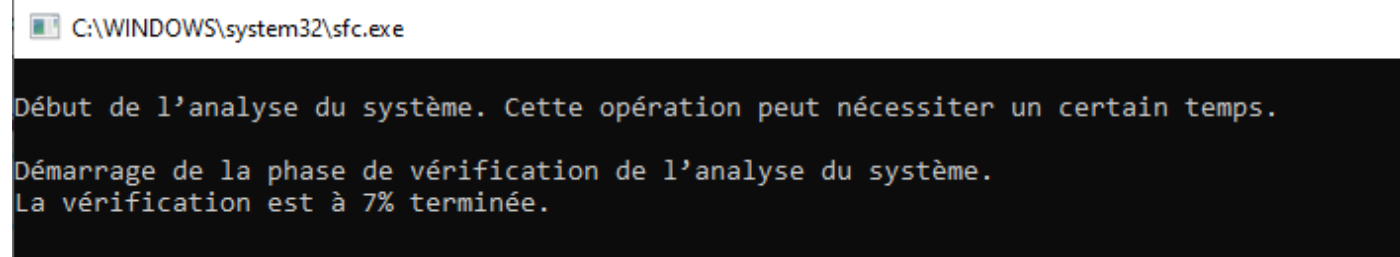 C:\WINDOWS\system32\sfc.exe
Début de l’analyse du système. Cette opération peut nécessiter un certain temps.
Démarrage de la phase de vérification de l’analyse du système.
La vérification est à 7% terminée.